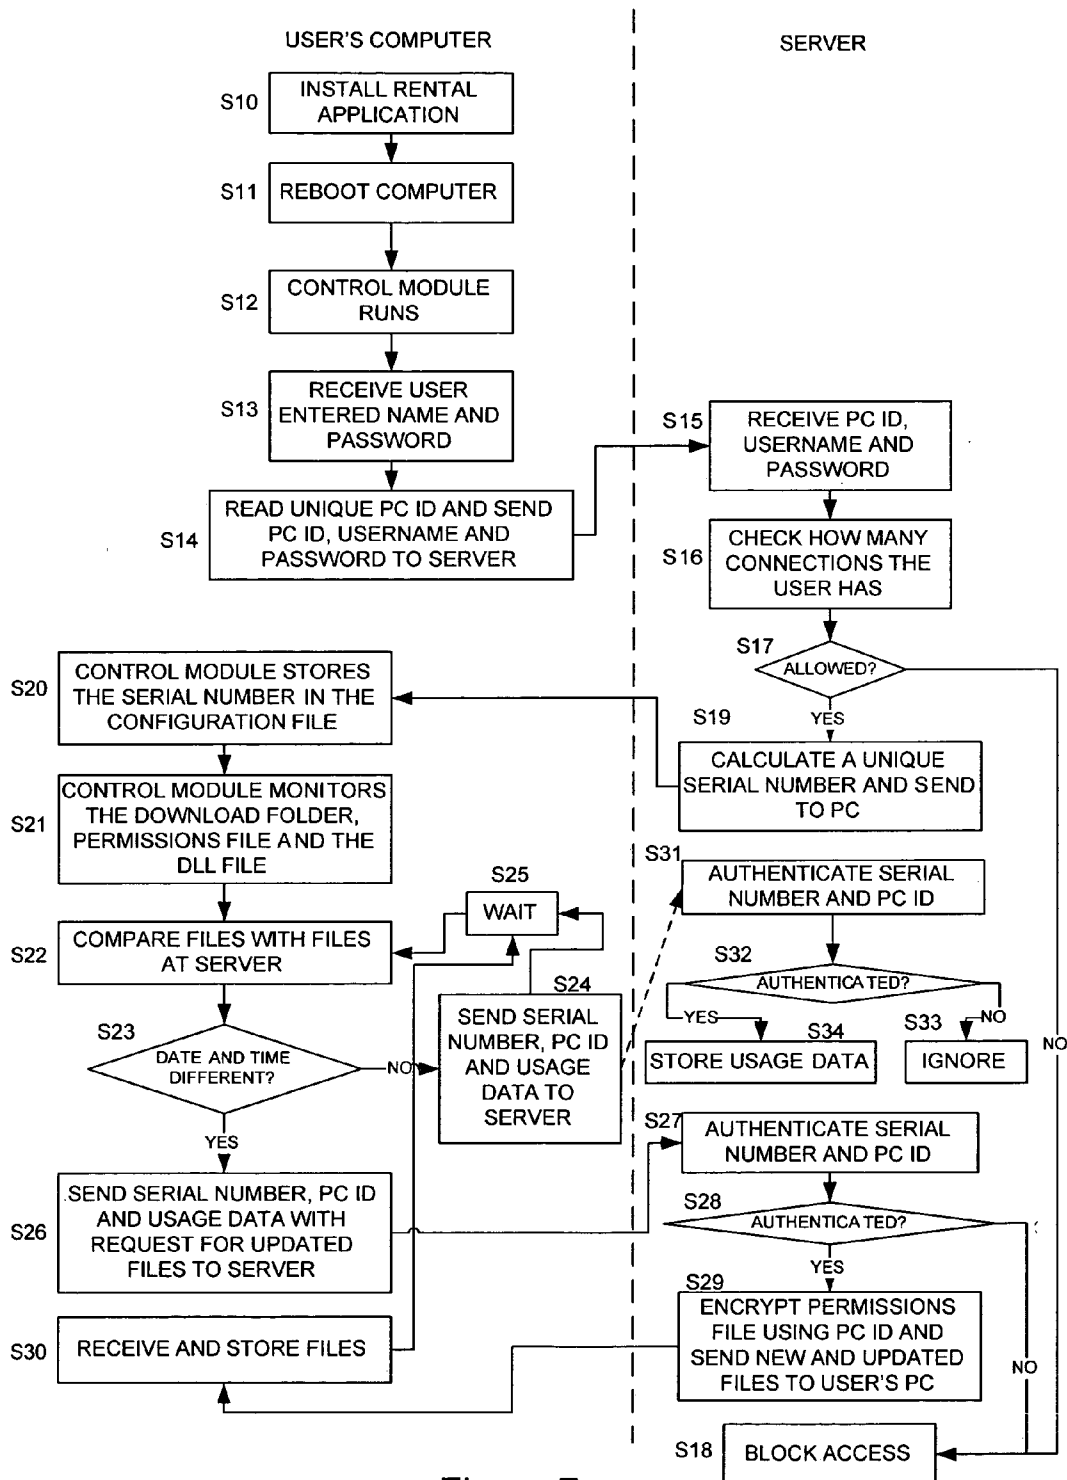 USER'S COMPUTER
SERVER
S10
INSTALL RENTAL
APPLICATION
S11
REBOOT COMPUTER
S12
CONTROL MODULE
RUNS
S13
RECEIVE USER
ENTERED NAME AND
PASSWORD
S14
READ UNIQUE PC ID AND SEND
PC ID, USERNAME AND
PASSWORD TO SERVER
S15
RECEIVE PC ID,
USERNAME AND
PASSWORD
S16
CHECK HOW MANY
CONNECTIONS THE
USER HAS
S17
ALLOWED?
YES
NO
S19
CALCULATE A UNIQUE
SERIAL NUMBER AND SEND
TO PC
S20
CONTROL MODULE STORES
THE SERIAL NUMBER IN THE
CONFIGURATION FILE
S21
CONTROL MODULE MONITORS
THE DOWNLOAD FOLDER,
PERMISSIONS FILE AND THE
DLL FILE
S22
COMPARE FILES WITH FILES
AT SERVER
S23
DATE AND TIME
DIFFERENT?
NO
YES
S25
WAIT
S24
SEND SERIAL
NUMBER, PC ID
AND USAGE
DATA TO
SERVER
S31
AUTHENTICATE SERIAL
NUMBER AND PC ID
S32
AUTHENTICATED?
YES
NO
S34
STORE USAGE DATA
S33
IGNORE
S26
SEND SERIAL NUMBER, PC ID
AND USAGE DATA WITH
REQUEST FOR UPDATED
FILES TO SERVER
S27
AUTHENTICATE SERIAL
NUMBER AND PC ID
S28
AUTHENTICATED?
YES
NO
S29
ENCRYPT PERMISSIONS
FILE USING PC ID AND
SEND NEW AND UPDATED
FILES TO USER'S PC
S30
RECEIVE AND STORE FILES
S18
BLOCK ACCESS